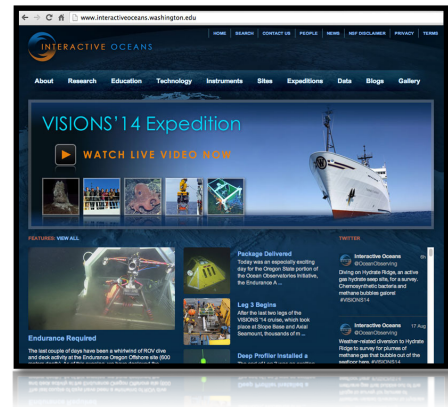 www.interactiveoceans.washington.edu
HOME SEARCH CONTACT US PEOPLE NEWS NSF DISCLAIMER PRIVACY TERMS
INTERACTIVE OCEANS
About Research Education Technology Instruments Sites Expeditions Data Blogs Gallery
VISIONS'14 Expedition
WATCH LIVE VIDEO NOW
FEATURED: VIEW ALL
TWITTER
Endurance Required
The last couple of days have been a whirlwind of ROV dive
and deck activity at the Endurance Oregon Offshore site (600
Package Delivered
Today was an especially exciting
day for the Oregon State portion of
the Ocean Observatories Initiative,
the Endurance A ...
Leg 3 Begins
After the last two legs of the
VISIONS '14 cruise, which took
place at Slope Base and Axial
Seamount, thousands of m ...
Deep Profiler Installed a
Interactive Oceans
@OceanObserving
Diving on Hydrate Ridge, an active
gas hydrate seep site, for a survey.
Chemosynthetic bacteria and
methane bubbles galore!
#VISIONS14
Interactive Oceans 17 Aug
@OceanObserving
Weather-related diversion to Hydrate
Ridge to survey for plumes of
methane gas that bubble out of the